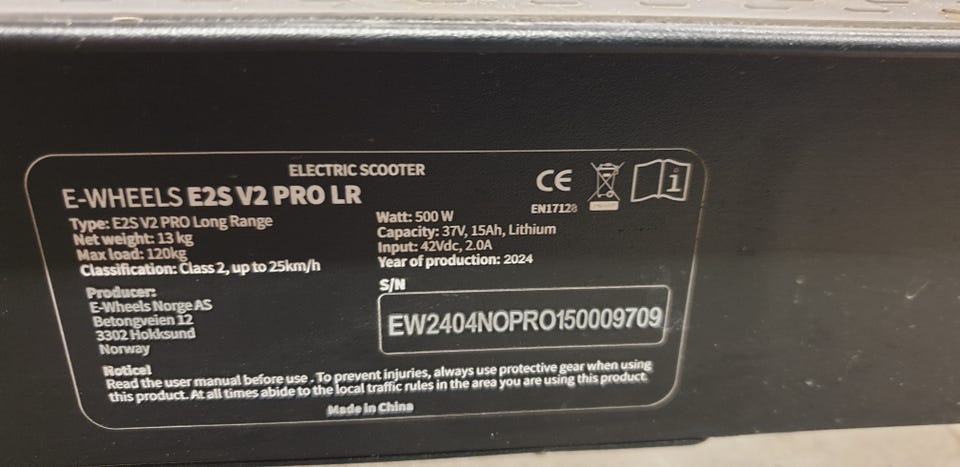 ELECTRIC SCOOTER
E-WHEELS E2S V2 PRO LR
Type: E2S V2 PRO Long Range
Net weight: 13 kg
Max load: 120kg
Classification: Class 2, up to 25km/h
Watt: 500 W
Capacity: 37V, 15Ah, Lithium
Input: 42Vdc, 2.0A
Year of production: 2024
CE
EN17128
i
Producer:
E-Wheels Norge AS
Betongveien 12
3302 Hokksund
Norway
S/N
EW2404NOPRO150009709
Notice!
Read the user manual before use . To prevent injuries, always use protective gear when using
this product. At all times abide to the local traffic rules in the area you are using this product.
Made in China